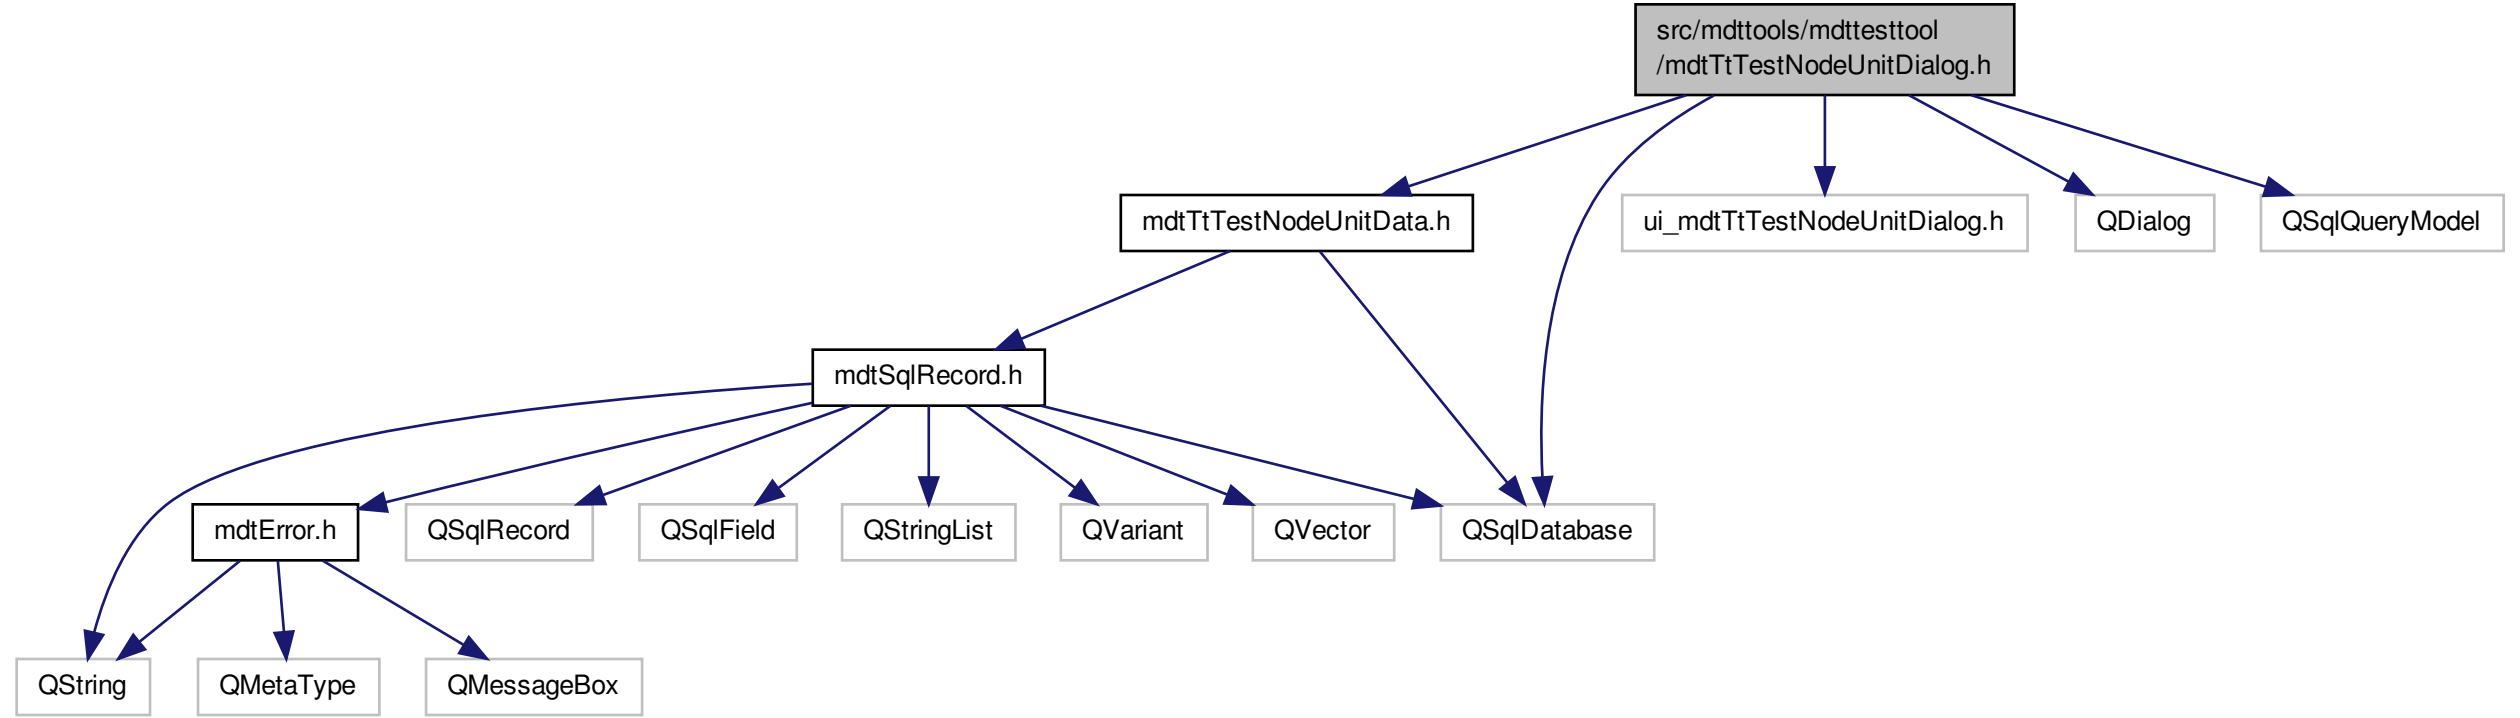 src/mdttools/mdttesttool
/mdtTtTestNodeUnitDialog.h
mdtTtTestNodeUnitData.h
ui_mdtTtTestNodeUnitDialog.h
QDialog
QSqlQueryModel
mdtSqlRecord.h
mdtError.h
QSqlRecord
QSqlField
QStringList
QVariant
QVector
QSqlDatabase
QString
QMetaType
QMessageBox